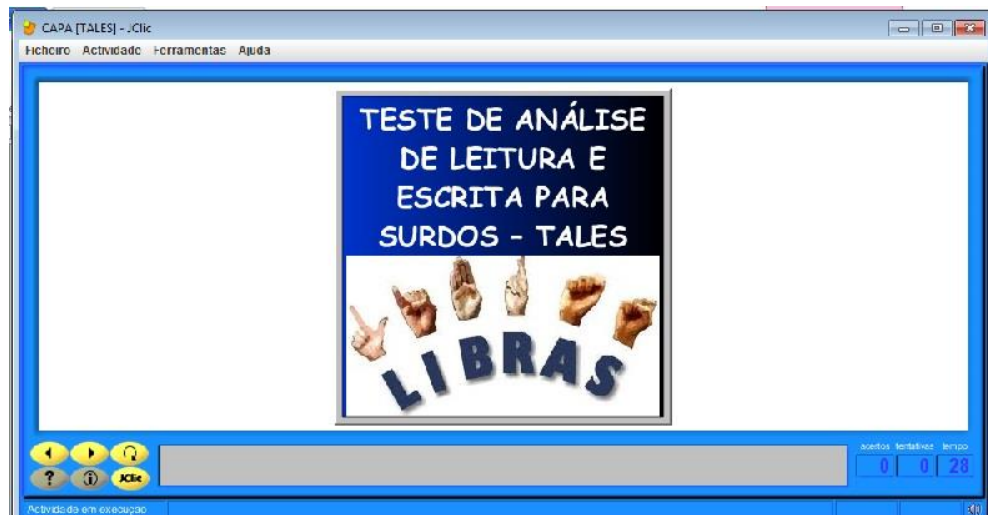 CAPA [TALES] - JClic
Ficheiro Actividade Ferramentas Ajuda
TESTE DE ANÁLISE
DE LEITURA E
ESCRITA PARA
SURDOS - TALES
LIBRAS
acertos tentativas tempo
0 0 28
? i JClic
Actividade em execução